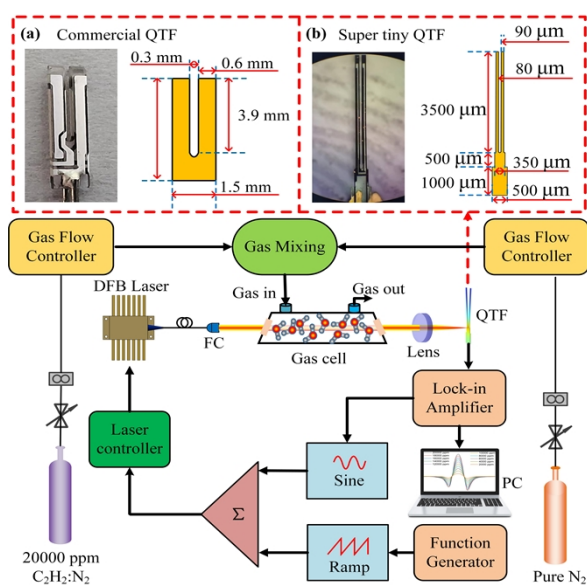 (a) Commercial QTF
0.3 mm
0.6 mm
3.9 mm
1.5 mm
(b) Super tiny QTF
90 μm
80 μm
3500 μm
500 μm
350 μm
1000 μm
500 μm
Gas Flow
Controller
Gas Mixing
Gas Flow
Controller
DFB Laser
Gas in
Gas out
QTF
FC
Gas cell
Lens
Lock-in
Amplifier
Laser
controller
Sine
PC
Σ
Ramp
Function
Generator
20000 ppm
C₂H₂:N₂
Pure N₂